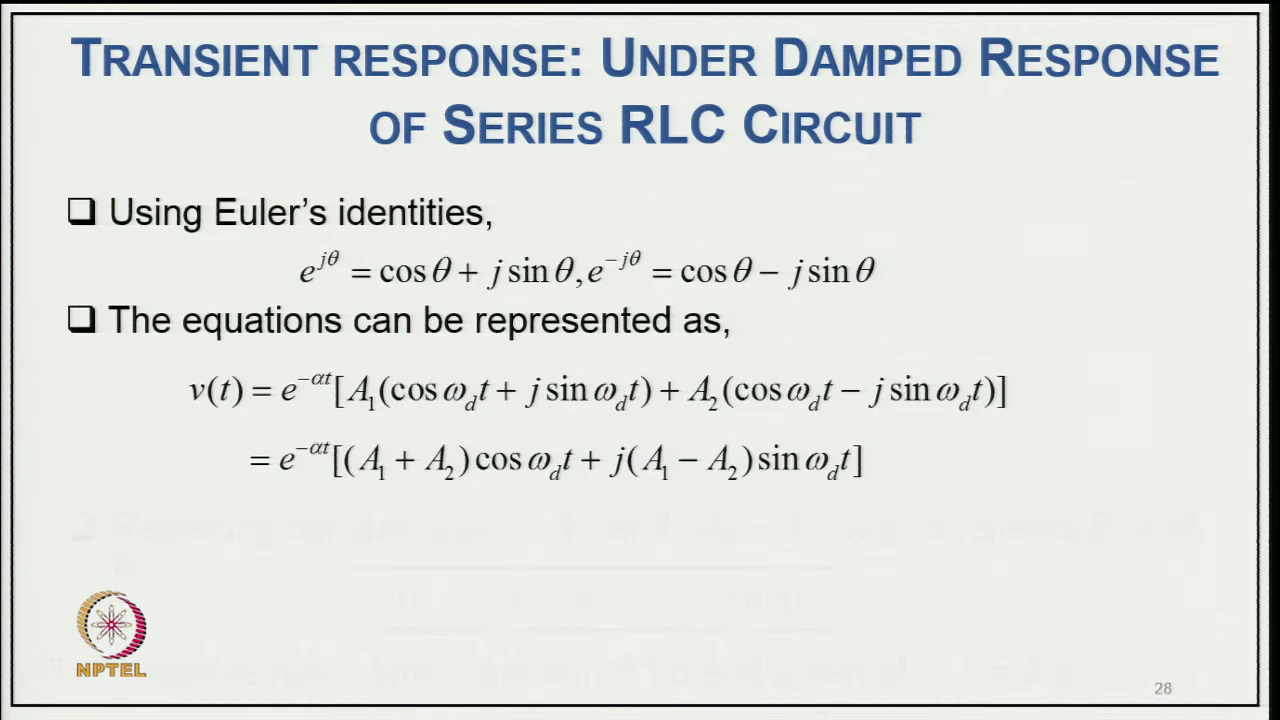 TRANSIENT RESPONSE: UNDER DAMPED RESPONSE
OF SERIES RLC CIRCUIT
❑ Using Euler's identities,
e^{jθ} = cos θ + j sin θ, e^{−jθ} = cos θ − j sin θ
❑ The equations can be represented as,
v(t) = e^{−αt}[A₁(cos ω_d t + j sin ω_d t) + A₂(cos ω_d t − j sin ω_d t)]
= e^{−αt}[(A₁ + A₂) cos ω_d t + j(A₁ − A₂) sin ω_d t]
NPTEL
28